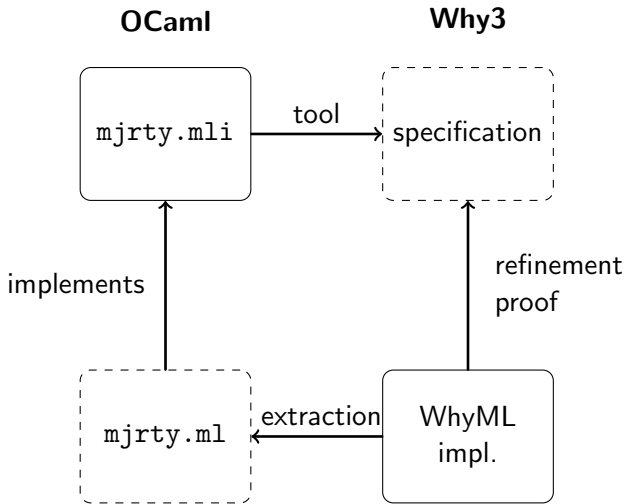 OCaml
Why3
mjrty.mli
tool
specification
implements
refinement
proof
mjrty.ml
extraction
WhyML
impl.